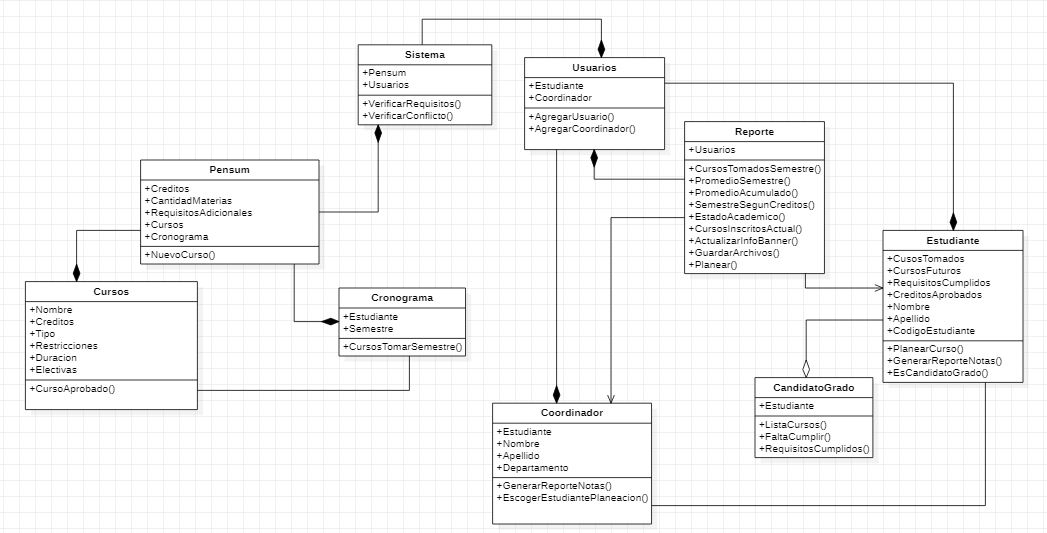 Sistema
+Pensum
+Usuarios
+VerificarRequisitos()
+VerificarConflicto()
Usuarios
+Estudiante
+Coordinador
+AgregarUsuario()
+AgregarCoordinador()
Reporte
+Usuarios
+CursosTomadosSemestre()
+PromedioSemestre()
+PromedioAcumulado()
+SemestreSegunCreditos()
+EstadoAcademico()
+CursosInscritosActual()
+ActualizarInfoBanner()
+GuardarArchivos()
+Planear()
Pensum
+Creditos
+CantidadMaterias
+RequisitosAdicionales
+Cursos
+Cronograma
+NuevoCurso()
Estudiante
+CusosTomados
+CursosFuturos
+RequisitosCumplidos
+CreditosAprobados
+Nombre
+Apellido
+CodigoEstudiante
+PlanearCurso()
+GenerarReporteNotas()
+EsCandidatoGrado()
Cursos
+Nombre
+Creditos
+Tipo
+Restricciones
+Duracion
+Electivas
+CursoAprobado()
Cronograma
+Estudiante
+Semestre
+CursosTomarSemestre()
CandidatoGrado
+Estudiante
+ListaCursos()
+FaltaCumplir()
+RequisitosCumplidos()
Coordinador
+Estudiante
+Nombre
+Apellido
+Departamento
+GenerarReporteNotas()
+EscogerEstudiantePlaneacion()